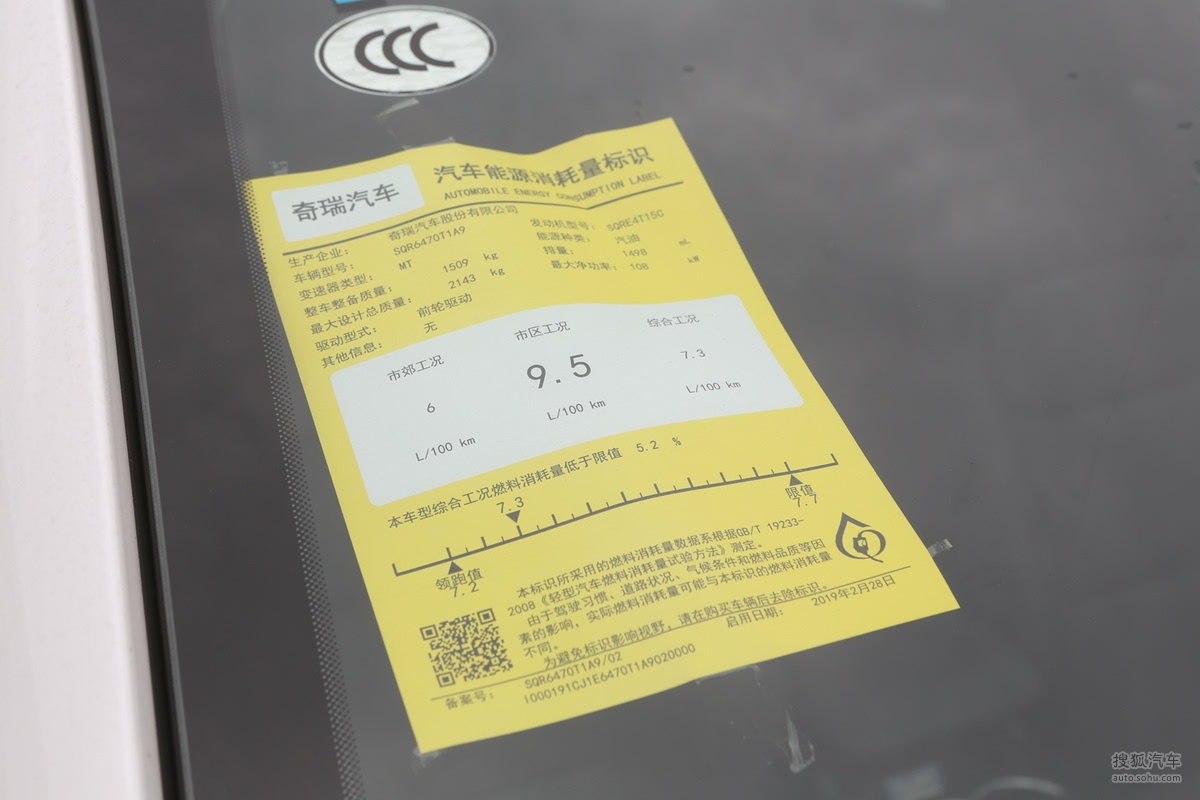 CCC
奇瑞汽车
汽车能源消耗量标识
AUTOMOBILE ENERGY CONSUMPTION LABEL
生产企业: 奇瑞汽车股份有限公司
车辆型号: SQR6470T1A9
变速器类型: MT
整车整备质量: 1509 kg
最大设计总质量: 2143 kg
驱动型式: 前轮驱动
其他信息: 无
发动机型号: SQRE4T15C
能源种类: 汽油
排量: 1498 mL
最大净功率: 108 kW
市郊工况
6
L/100 km
市区工况
9.5
L/100 km
综合工况
7.3
L/100 km
本车型综合工况燃料消耗量低于限值 5.2 %
7.3
领跑值
7.2
限值
7.7
本标识所采用的燃料消耗量数据系根据GB/T 19233-
2008《轻型汽车燃料消耗量试验方法》测定。
由于驾驶习惯、道路状况、气候条件和燃料品质等因
素的影响，实际燃料消耗量可能与本标识的燃料消耗量
不同。
为避免标识影响视野，请在购买车辆后去除标识。
备案号: SQR6470T1A9/02
I000191CJ1E6470T1A9020000
启用日期: 2019年2月28日
搜狐汽车
auto.sohu.com